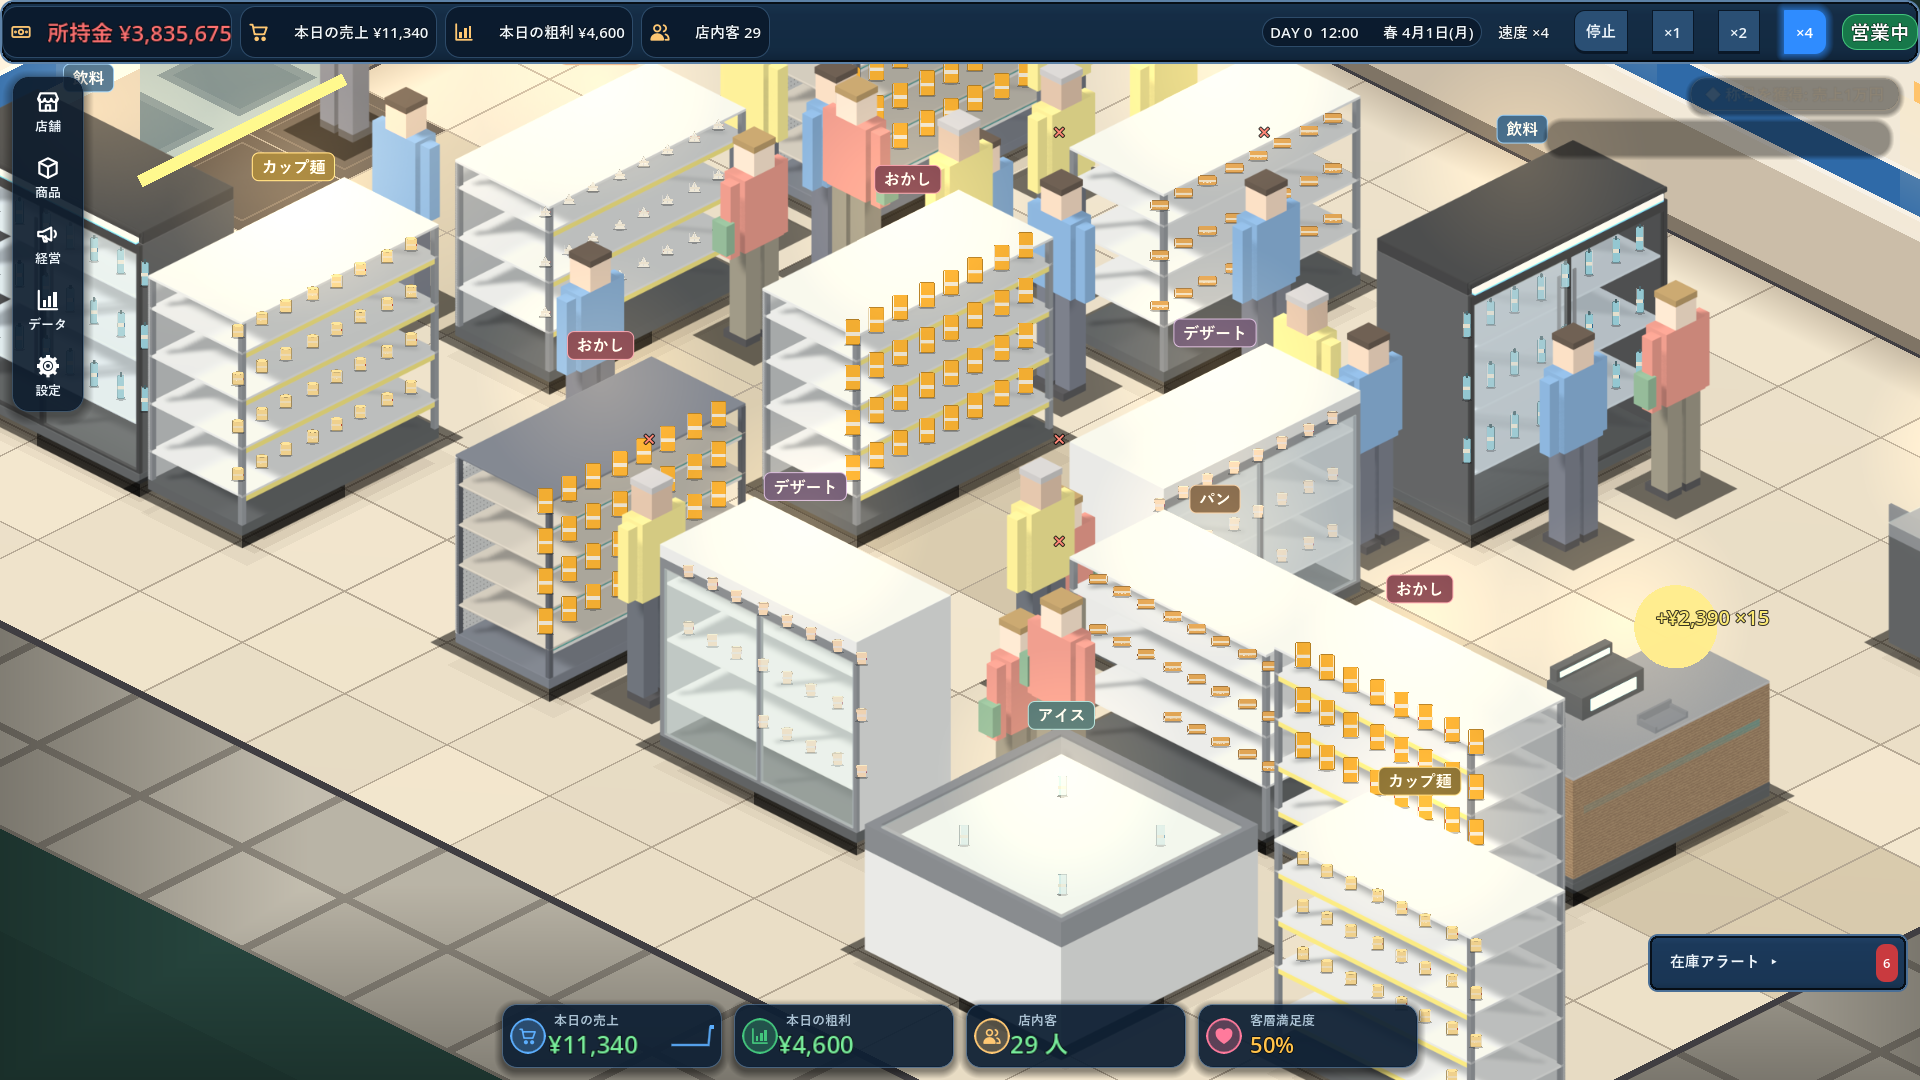 所持金 ¥3,835,675
本日の売上 ¥11,340
本日の粗利 ¥4,600
店内客 29
DAY 0 12:00 春 4月1日(月)
速度 ×4
停止
×1
×2
×4
営業中
飲料
店舗
商品
経営
データ
設定
カップ麺
おかし
飲料
おかし
デザート
デザート
パン
おかし
アイス
カップ麺
+¥2,390 ×15
在庫アラート ▸
6
本日の売上
¥11,340
本日の粗利
¥4,600
店内客
29 人
客層満足度
50%